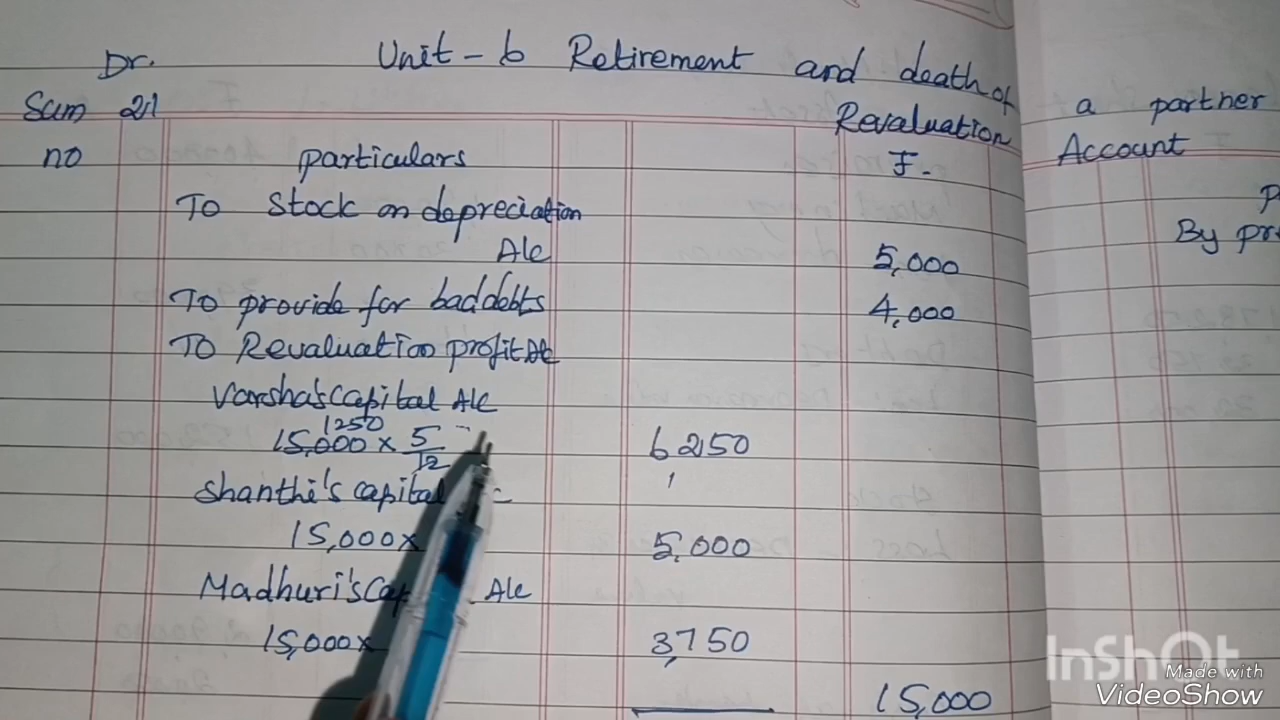 Dr. Unit - 6 Retirement and death of a partner
Sum 21 Revaluation Account
no particulars ₹.
To Stock on depreciation
A/c 5,000
By
To provide for bad debts 4,000
To Revaluation profit A/c
Varsha's capital A/c
1250
15,000 × 5/12 6250
Shanthi's capital
15,000× 5,000
Madhuri's A/c
15,000× 3,750
15,000
InShOt
Made with
VideoShow